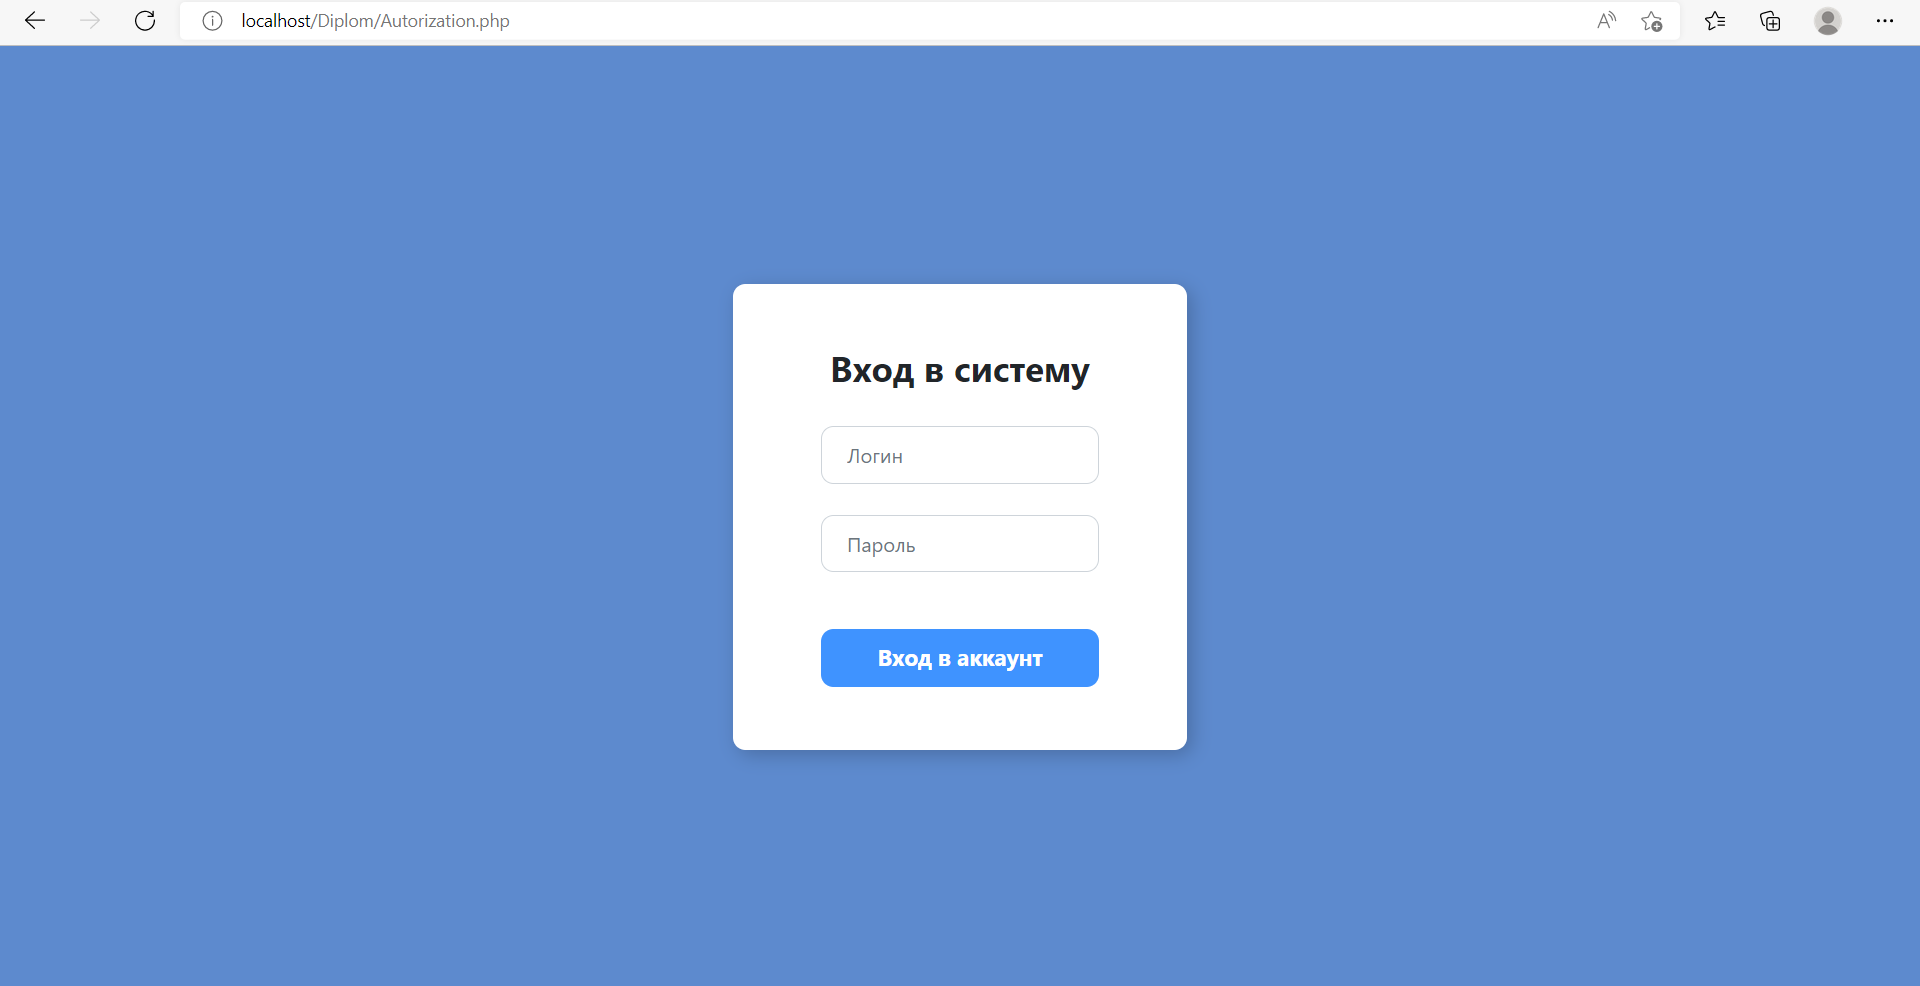 localhost/Diplom/Autorization.php
Вход в систему
Логин
Пароль
Вход в аккаунт